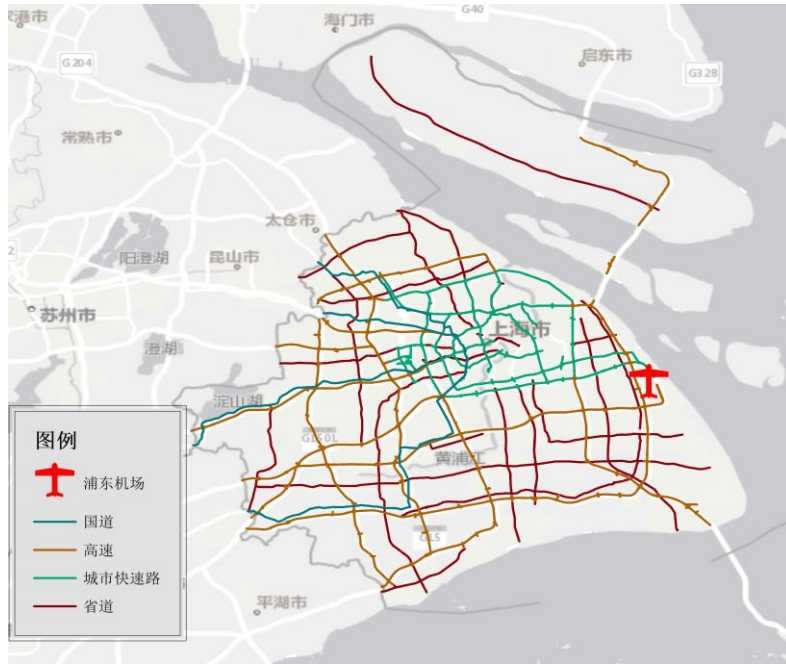 海门市
G40
启东市
G204
G328
常熟市
太仓市
阳澄湖
昆山市
苏州市
上海市
澄湖
淀山湖
G1501
黄浦江
G15
平湖市
图例
浦东机场
国道
高速
城市快速路
省道